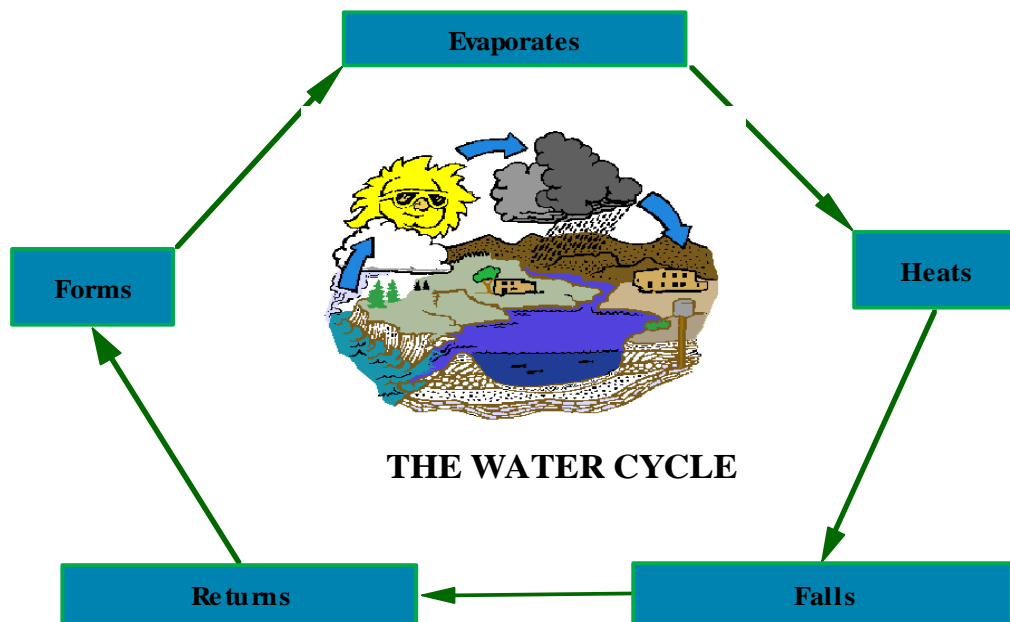 Evaporates
Forms
Heats
THE WATER CYCLE
Returns
Falls